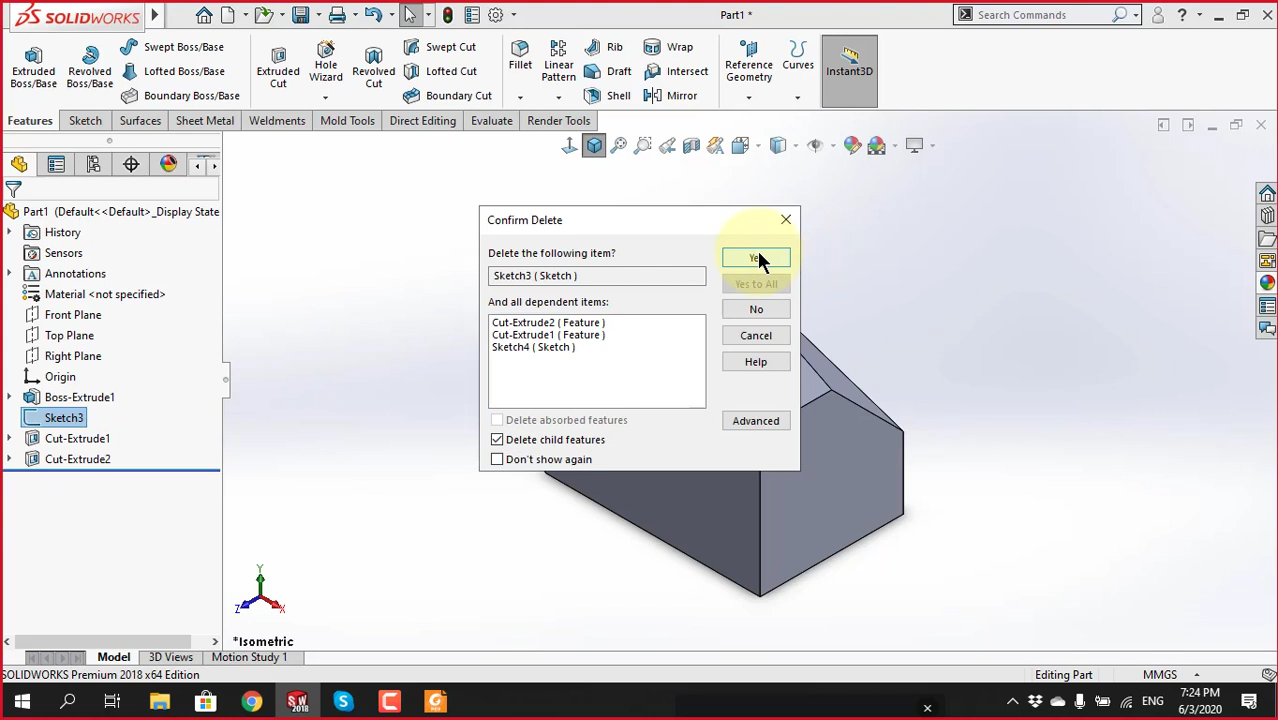 SOLIDWORKS
Part1 *
Search Commands
?
Extruded Boss/Base
Revolved Boss/Base
Swept Boss/Base
Lofted Boss/Base
Boundary Boss/Base
Extruded Cut
Hole Wizard
Revolved Cut
Swept Cut
Lofted Cut
Boundary Cut
Fillet
Linear Pattern
Rib
Draft
Shell
Wrap
Intersect
Mirror
Reference Geometry
Curves
Instant3D
Features
Sketch
Surfaces
Sheet Metal
Weldments
Mold Tools
Direct Editing
Evaluate
Render Tools
Part1 (Default<<Default>_Display State
History
Sensors
Annotations
Material <not specified>
Front Plane
Top Plane
Right Plane
Origin
Boss-Extrude1
Sketch3
Cut-Extrude1
Cut-Extrude2
Confirm Delete
Delete the following item?
Sketch3 ( Sketch )
And all dependent items:
Cut-Extrude2 ( Feature )
Cut-Extrude1 ( Feature )
Sketch4 ( Sketch )
Delete absorbed features
Delete child features
Don't show again
Yes to All
No
Cancel
Help
Advanced
Y
Z
X
*Isometric
Model
3D Views
Motion Study 1
SOLIDWORKS Premium 2018 x64 Edition
Editing Part
MMGS
SW
2018
ENG
7:24 PM
6/3/2020